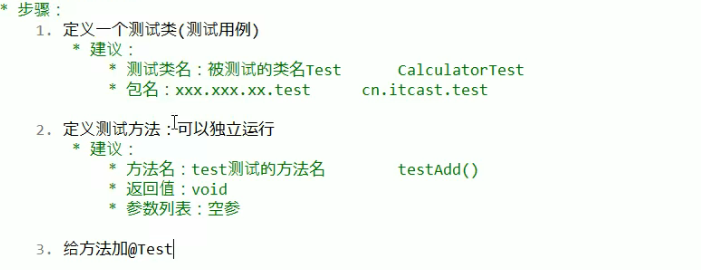 * 步骤：
1. 定义一个测试类(测试用例)
* 建议：
* 测试类名：被测试的类名Test CalculatorTest
* 包名：xxx.xxx.xx.test cn.itcast.test
2. 定义测试方法：可以独立运行
* 建议：
* 方法名：test测试的方法名 testAdd()
* 返回值：void
* 参数列表：空参
3. 给方法加@Test